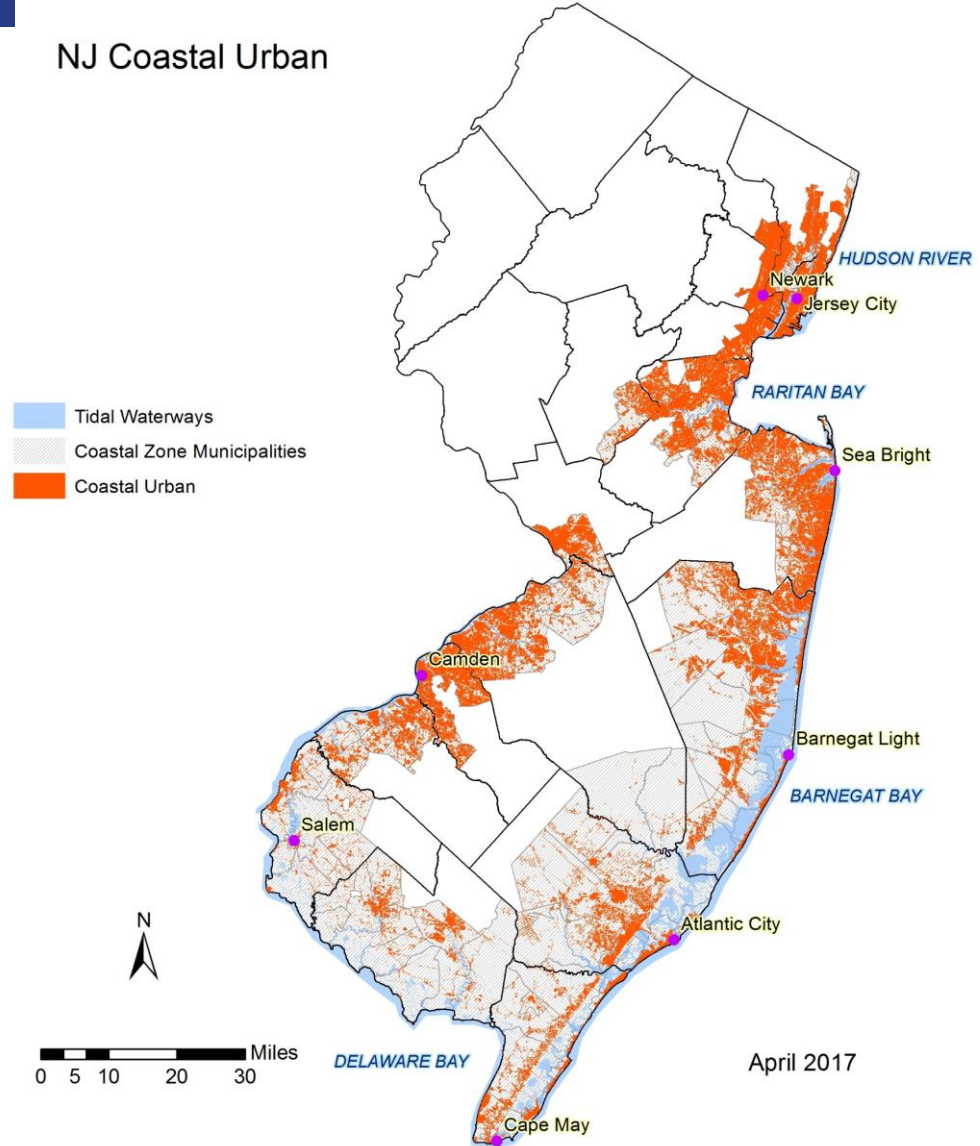 NJ Coastal Urban
HUDSON RIVER
Newark
Jersey City
RARITAN BAY
Tidal Waterways
Coastal Zone Municipalities
Coastal Urban
Sea Bright
Camden
Barnegat Light
BARNEGAT BAY
Salem
Atlantic City
N
Miles
0 5 10 20 30
DELAWARE BAY
April 2017
Cape May